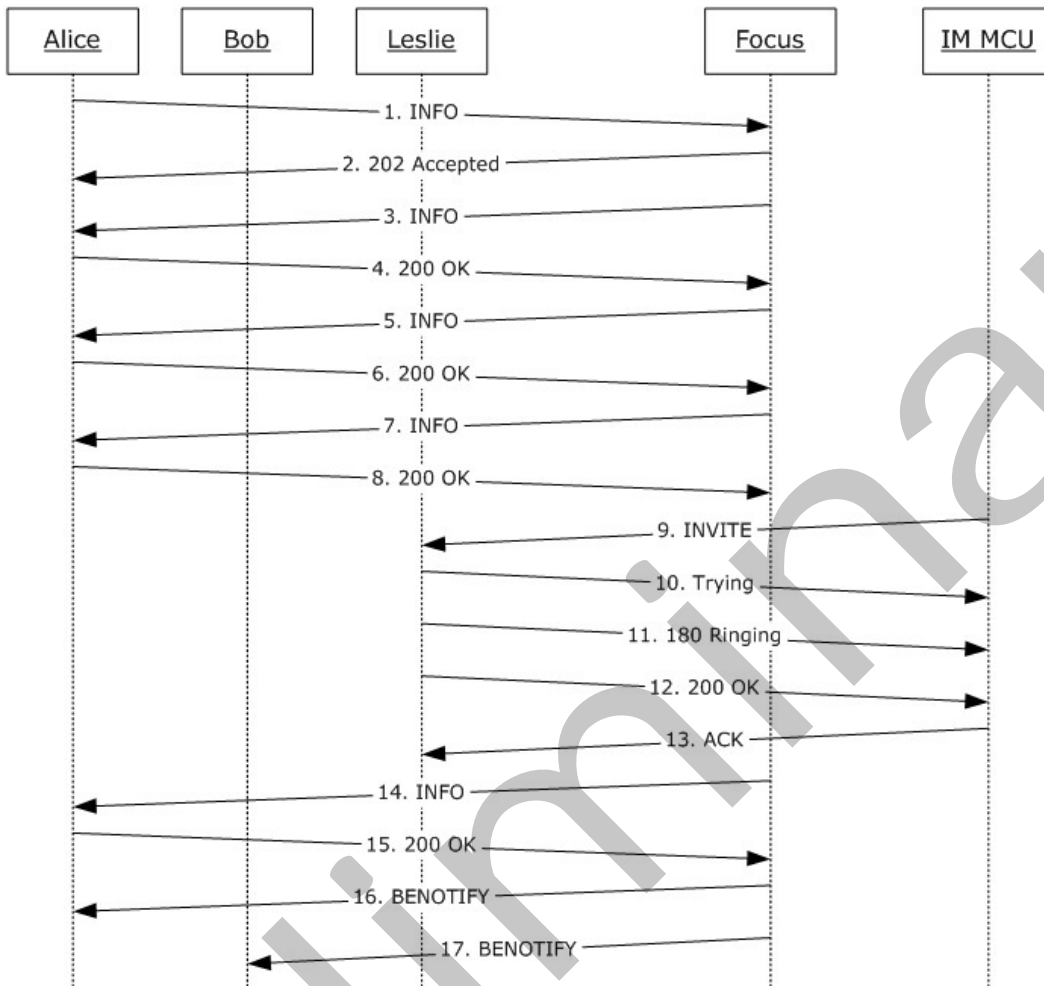 Alice Bob Leslie Focus IM MCU
1. INFO
2. 202 Accepted
3. INFO
4. 200 OK
5. INFO
6. 200 OK
7. INFO
8. 200 OK
9. INVITE
10. Trying
11. 180 Ringing
12. 200 OK
13. ACK
14. INFO
15. 200 OK
16. BENOTIFY
17. BENOTIFY